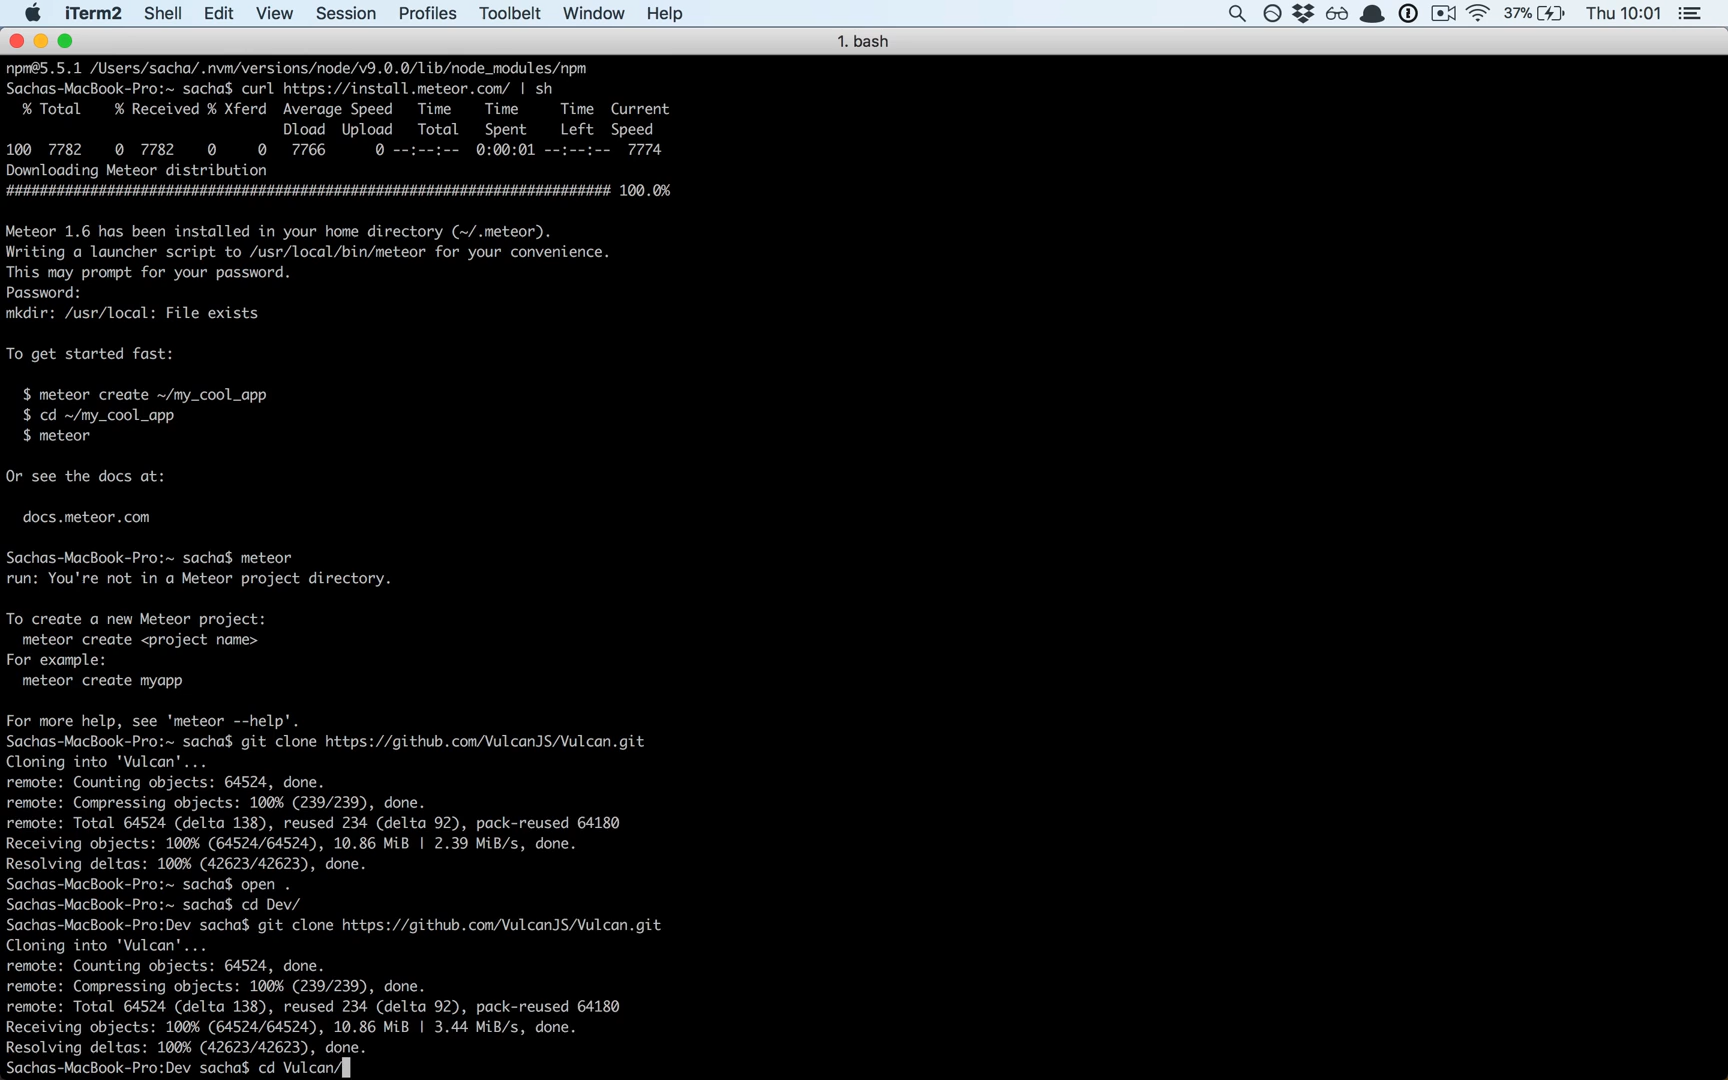 iTerm2 Shell Edit View Session Profiles Toolbelt Window Help 37% Thu 10:01
1. bash
npm@5.5.1 /Users/sacha/.nvm/versions/node/v9.0.0/lib/node_modules/npm
Sachas-MacBook-Pro:~ sacha$ curl https://install.meteor.com/ | sh
% Total % Received % Xferd Average Speed Time Time Time Current
Dload Upload Total Spent Left Speed
100 7782 0 7782 0 0 7766 0 --:--:-- 0:00:01 --:--:-- 7774
Downloading Meteor distribution
######################################################################## 100.0%
Meteor 1.6 has been installed in your home directory (~/.meteor).
Writing a launcher script to /usr/local/bin/meteor for your convenience.
This may prompt for your password.
Password:
mkdir: /usr/local: File exists
To get started fast:
$ meteor create ~/my_cool_app
$ cd ~/my_cool_app
$ meteor
Or see the docs at:
docs.meteor.com
Sachas-MacBook-Pro:~ sacha$ meteor
run: You're not in a Meteor project directory.
To create a new Meteor project:
meteor create <project name>
For example:
meteor create myapp
For more help, see 'meteor --help'.
Sachas-MacBook-Pro:~ sacha$ git clone https://github.com/VulcanJS/Vulcan.git
Cloning into 'Vulcan'...
remote: Counting objects: 64524, done.
remote: Compressing objects: 100% (239/239), done.
remote: Total 64524 (delta 138), reused 234 (delta 92), pack-reused 64180
Receiving objects: 100% (64524/64524), 10.86 MiB | 2.39 MiB/s, done.
Resolving deltas: 100% (42623/42623), done.
Sachas-MacBook-Pro:~ sacha$ open .
Sachas-MacBook-Pro:~ sacha$ cd Dev/
Sachas-MacBook-Pro:Dev sacha$ git clone https://github.com/VulcanJS/Vulcan.git
Cloning into 'Vulcan'...
remote: Counting objects: 64524, done.
remote: Compressing objects: 100% (239/239), done.
remote: Total 64524 (delta 138), reused 234 (delta 92), pack-reused 64180
Receiving objects: 100% (64524/64524), 10.86 MiB | 3.44 MiB/s, done.
Resolving deltas: 100% (42623/42623), done.
Sachas-MacBook-Pro:Dev sacha$ cd Vulcan/